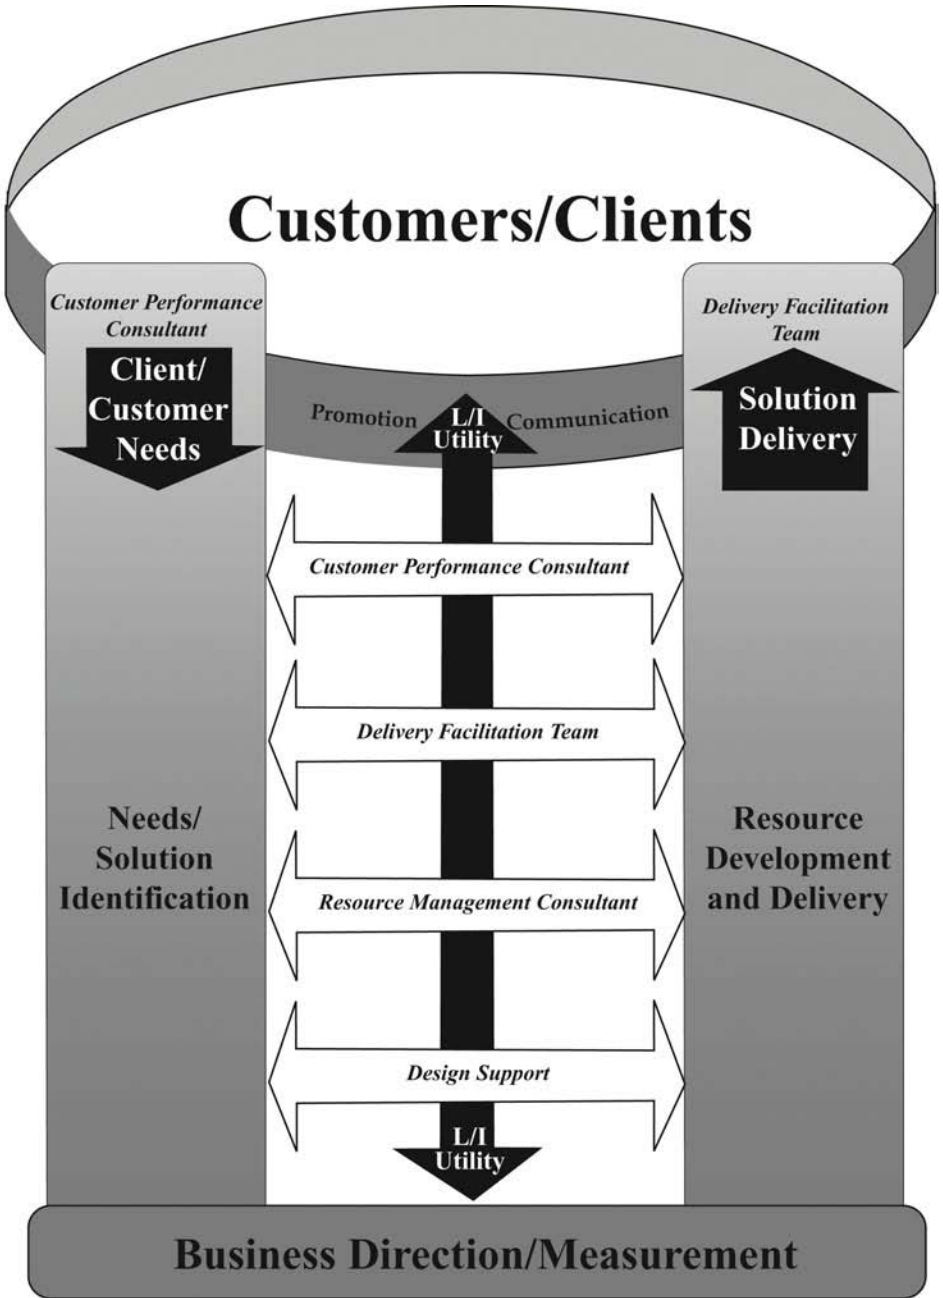 Customers/Clients
Customer Performance
Consultant
Client/
Customer
Needs
Delivery Facilitation
Team
Solution
Delivery
Promotion
L/I
Utility
Communication
Customer Performance Consultant
Delivery Facilitation Team
Needs/
Solution
Identification
Resource
Development
and Delivery
Resource Management Consultant
Design Support
L/I
Utility
Business Direction/Measurement